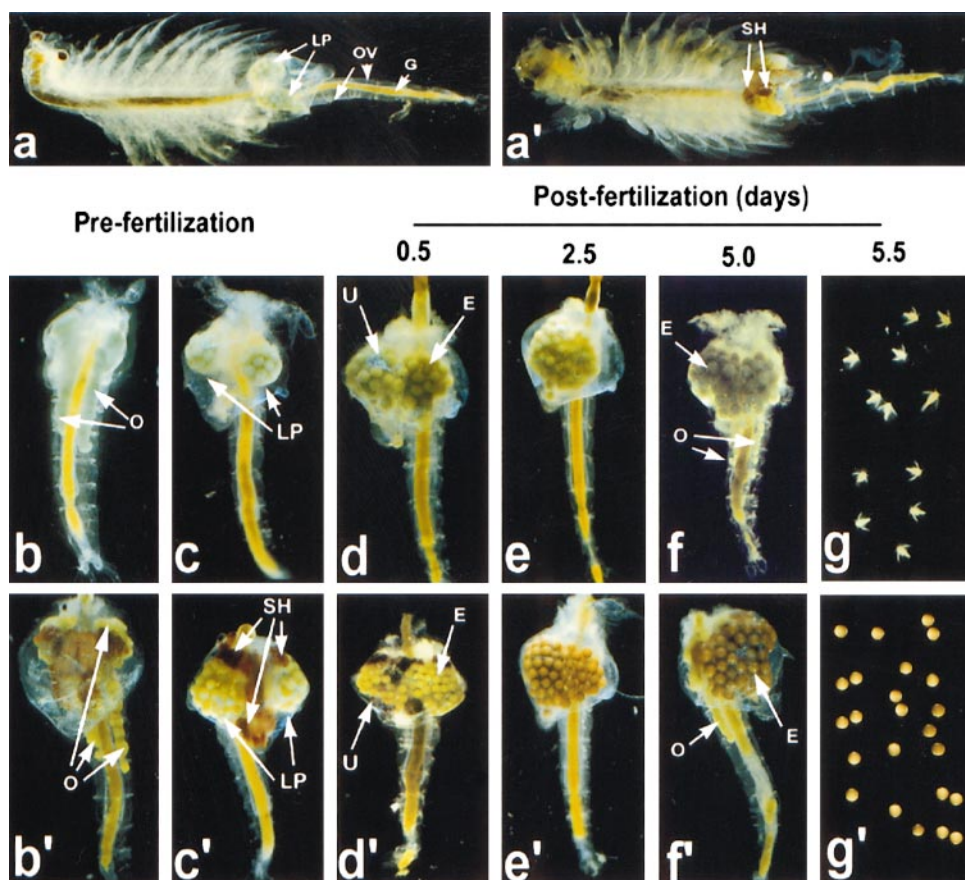 LP OV G
a
SH
a'
Pre-fertilization
Post-fertilization (days)
0.5 2.5 5.0 5.5
O
b
LP
c
U E
d
e
E
O
f
g
O
b'
SH
LP
c'
E
U
d'
e'
O E
f'
g'